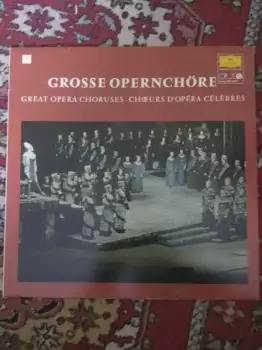 GROSSE OPERNCHÖRE
GREAT OPERA CHORUSES · CHŒURS D'OPÉRA CÉLÈBRES